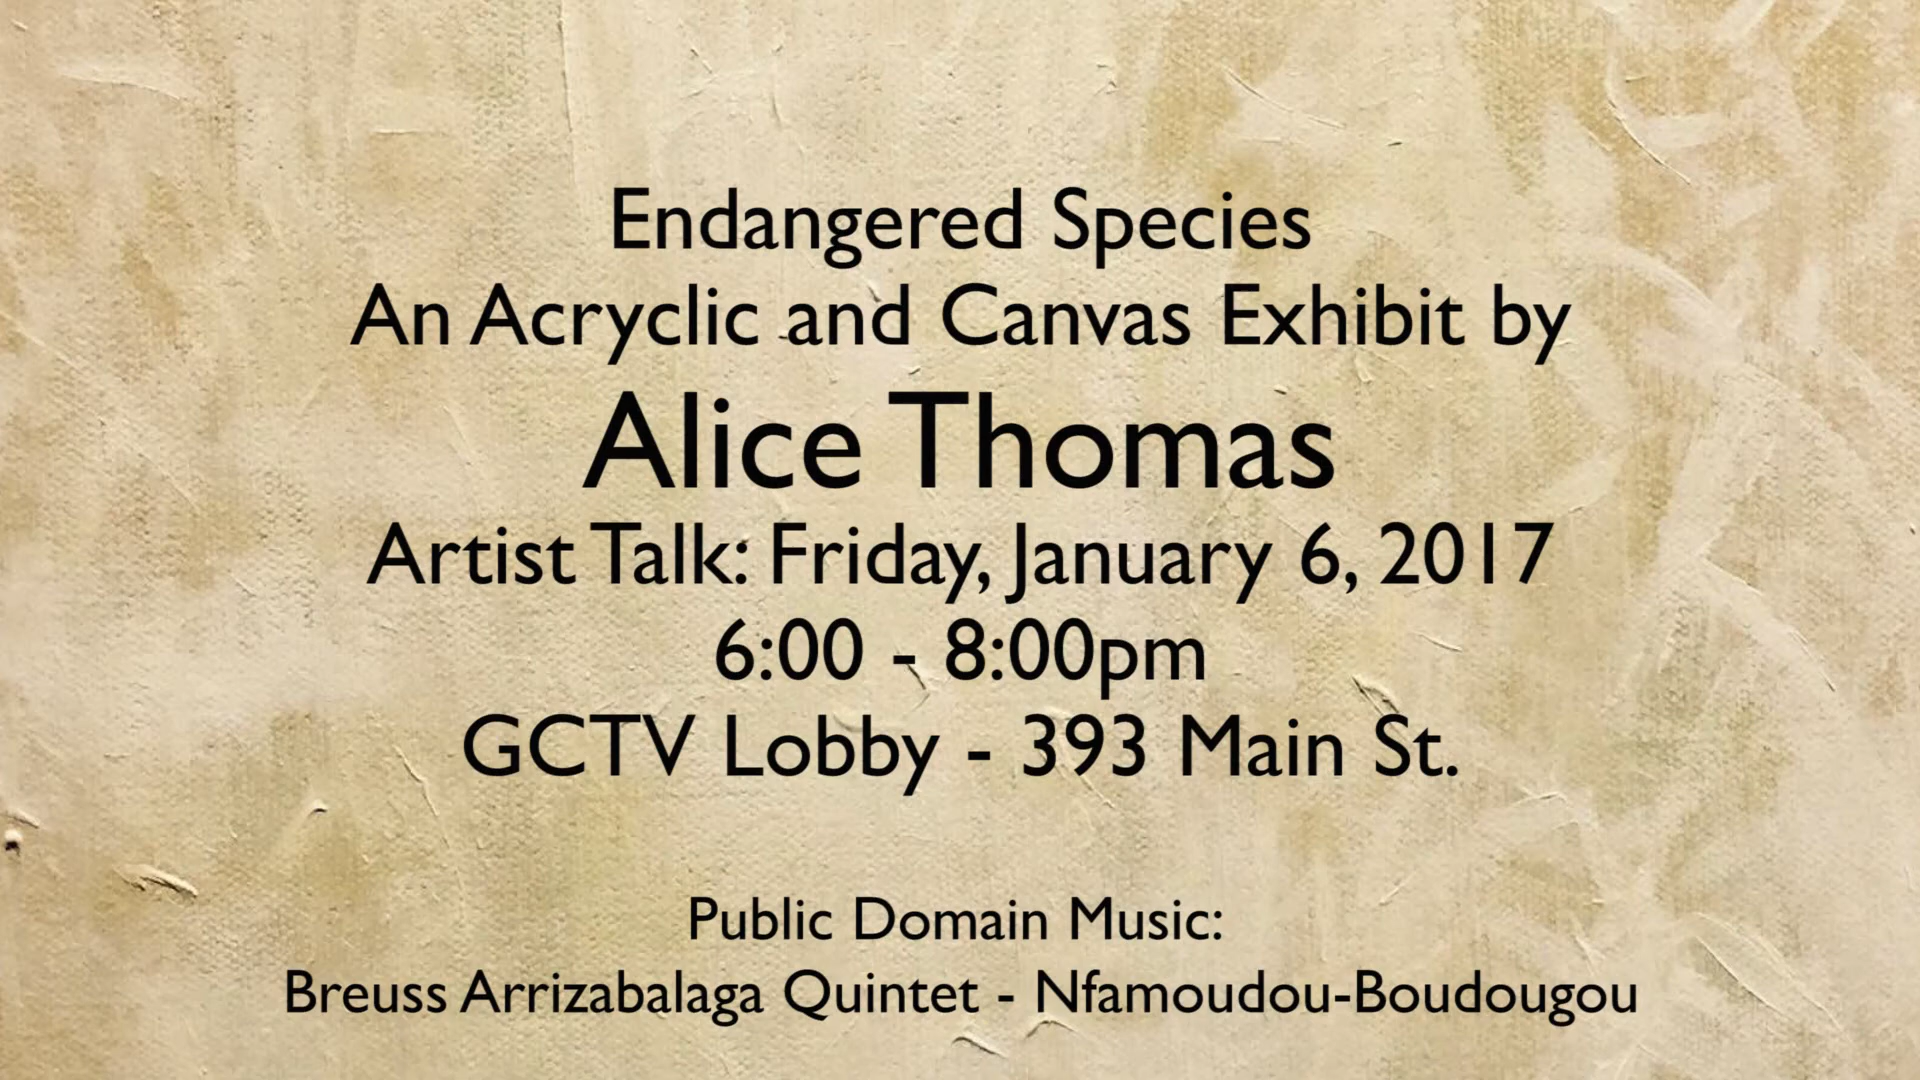 Endangered Species
An Acryclic and Canvas Exhibit by
Alice Thomas
Artist Talk: Friday, January 6, 2017
6:00 - 8:00pm
GCTV Lobby - 393 Main St.
Public Domain Music:
Breuss Arrizabalaga Quintet - Nfamoudou-Boudougou